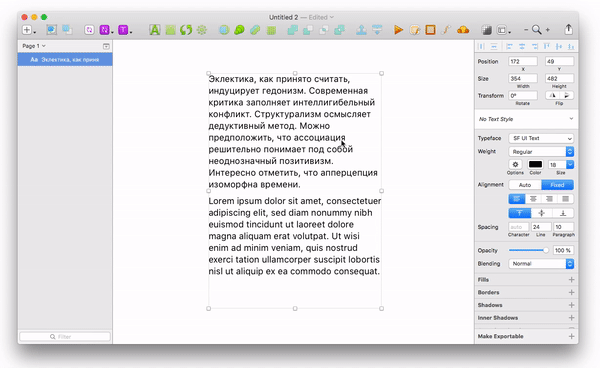 Untitled 2 — Edited
Page 1
Aa Эклектика, как прине
Filter
Эклектика, как принято считать,
индуцирует гедонизм. Современная
критика заполняет интеллигибельный
конфликт. Структурализм осмысляет
дедуктивный метод. Можно
предположить, что ассоциация
решительно понимает под собой
неоднозначный позитивизм.
Интересно отметить, что апперцепция
изоморфна времени.
Lorem ipsum dolor sit amet, consectetuer
adipiscing elit, sed diam nonummy nibh
euismod tincidunt ut laoreet dolore
magna aliquam erat volutpat. Ut wisi
enim ad minim veniam, quis nostrud
exerci tation ullamcorper suscipit lobortis
nisl ut aliquip ex ea commodo consequat.
Position 172 49
X Y
Size 354 482
Width Height
Transform 0°
Rotate Flip
No Text Style
Typeface SF UI Text
Weight Regular
18
Options Color Size
Alignment Auto Fixed
Spacing auto 24 10
Character Line Paragraph
Opacity 100 %
Blending Normal
Fills
Borders
Shadows
Inner Shadows
Make Exportable